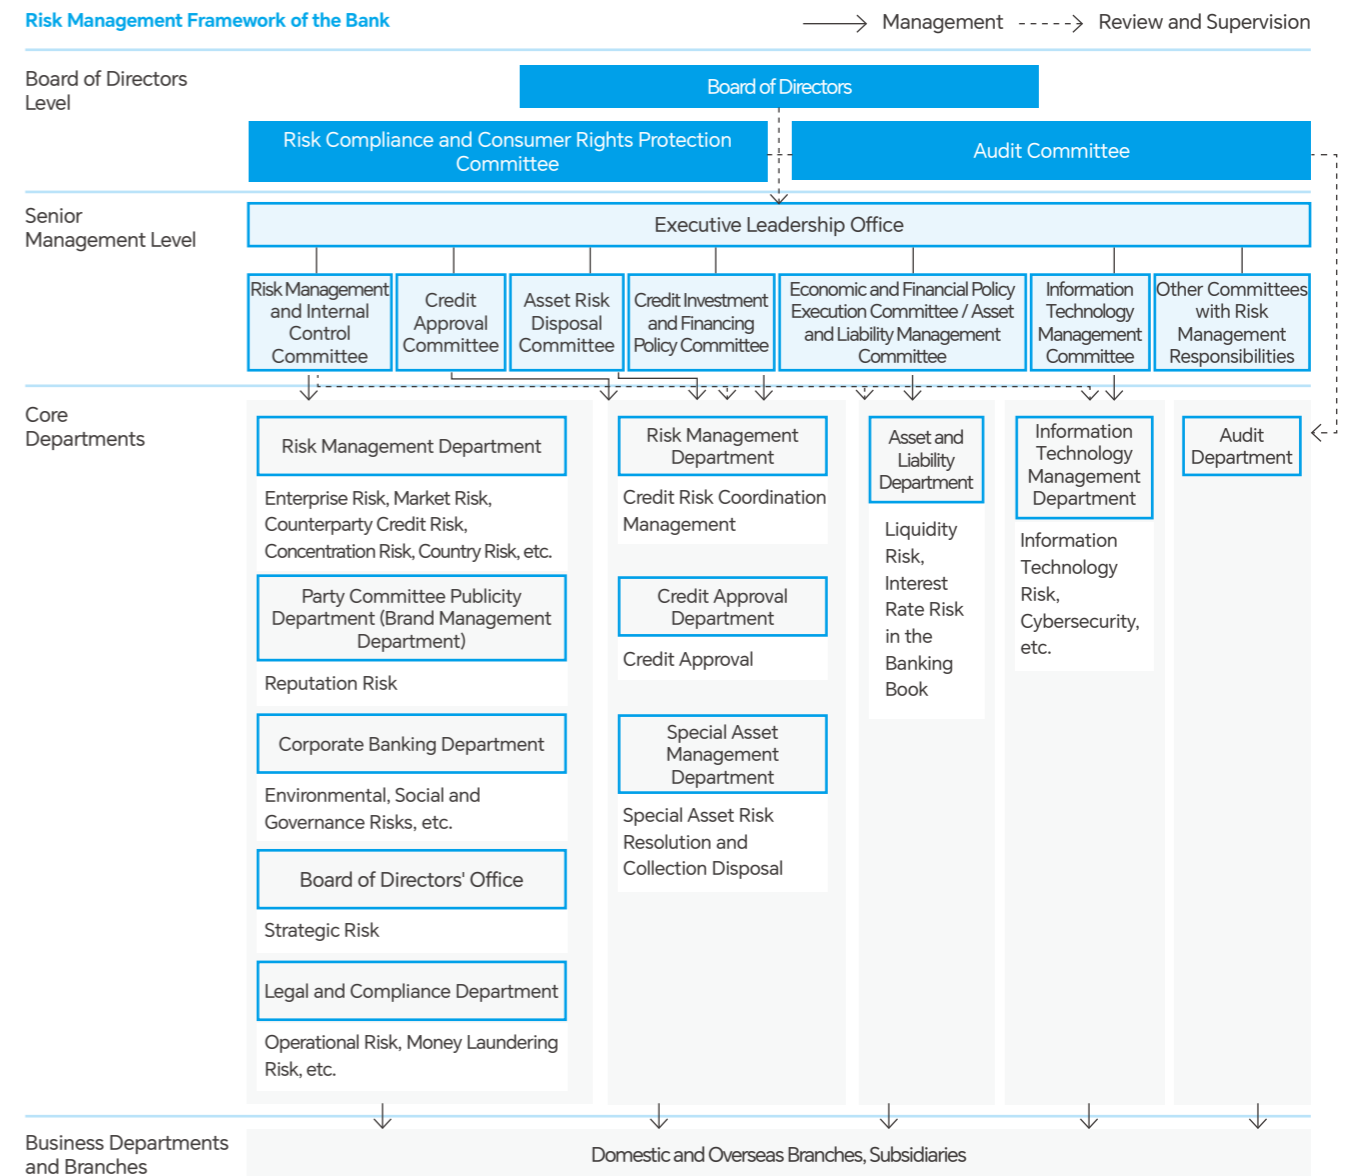 Risk Management Framework of the Bank
Management
Review and Supervision
Board of Directors
Level
Board of Directors
Risk Compliance and Consumer Rights Protection
Committee
Audit Committee
Senior
Management Level
Executive Leadership Office
Risk Management
and Internal
Control
Committee
Credit
Approval
Committee
Asset Risk
Disposal
Committee
Credit Investment
and Financing
Policy Committee
Economic and Financial Policy
Execution Committee / Asset
and Liability Management
Committee
Information
Technology
Management
Committee
Other Committees
with Risk
Management
Responsibilities
Core
Departments
Risk Management Department
Enterprise Risk, Market Risk,
Counterparty Credit Risk,
Concentration Risk, Country Risk, etc.
Party Committee Publicity
Department (Brand Management
Department)
Reputation Risk
Corporate Banking Department
Environmental, Social and
Governance Risks, etc.
Board of Directors' Office
Strategic Risk
Legal and Compliance Department
Operational Risk, Money Laundering
Risk, etc.
Risk Management
Department
Credit Risk Coordination
Management
Credit Approval
Department
Credit Approval
Special Asset
Management
Department
Special Asset Risk
Resolution and
Collection Disposal
Asset and
Liability
Department
Liquidity
Risk,
Interest
Rate Risk
in the
Banking
Book
Information
Technology
Management
Department
Information
Technology
Risk,
Cybersecurity,
etc.
Audit
Department
Business Departments
and Branches
Domestic and Overseas Branches, Subsidiaries